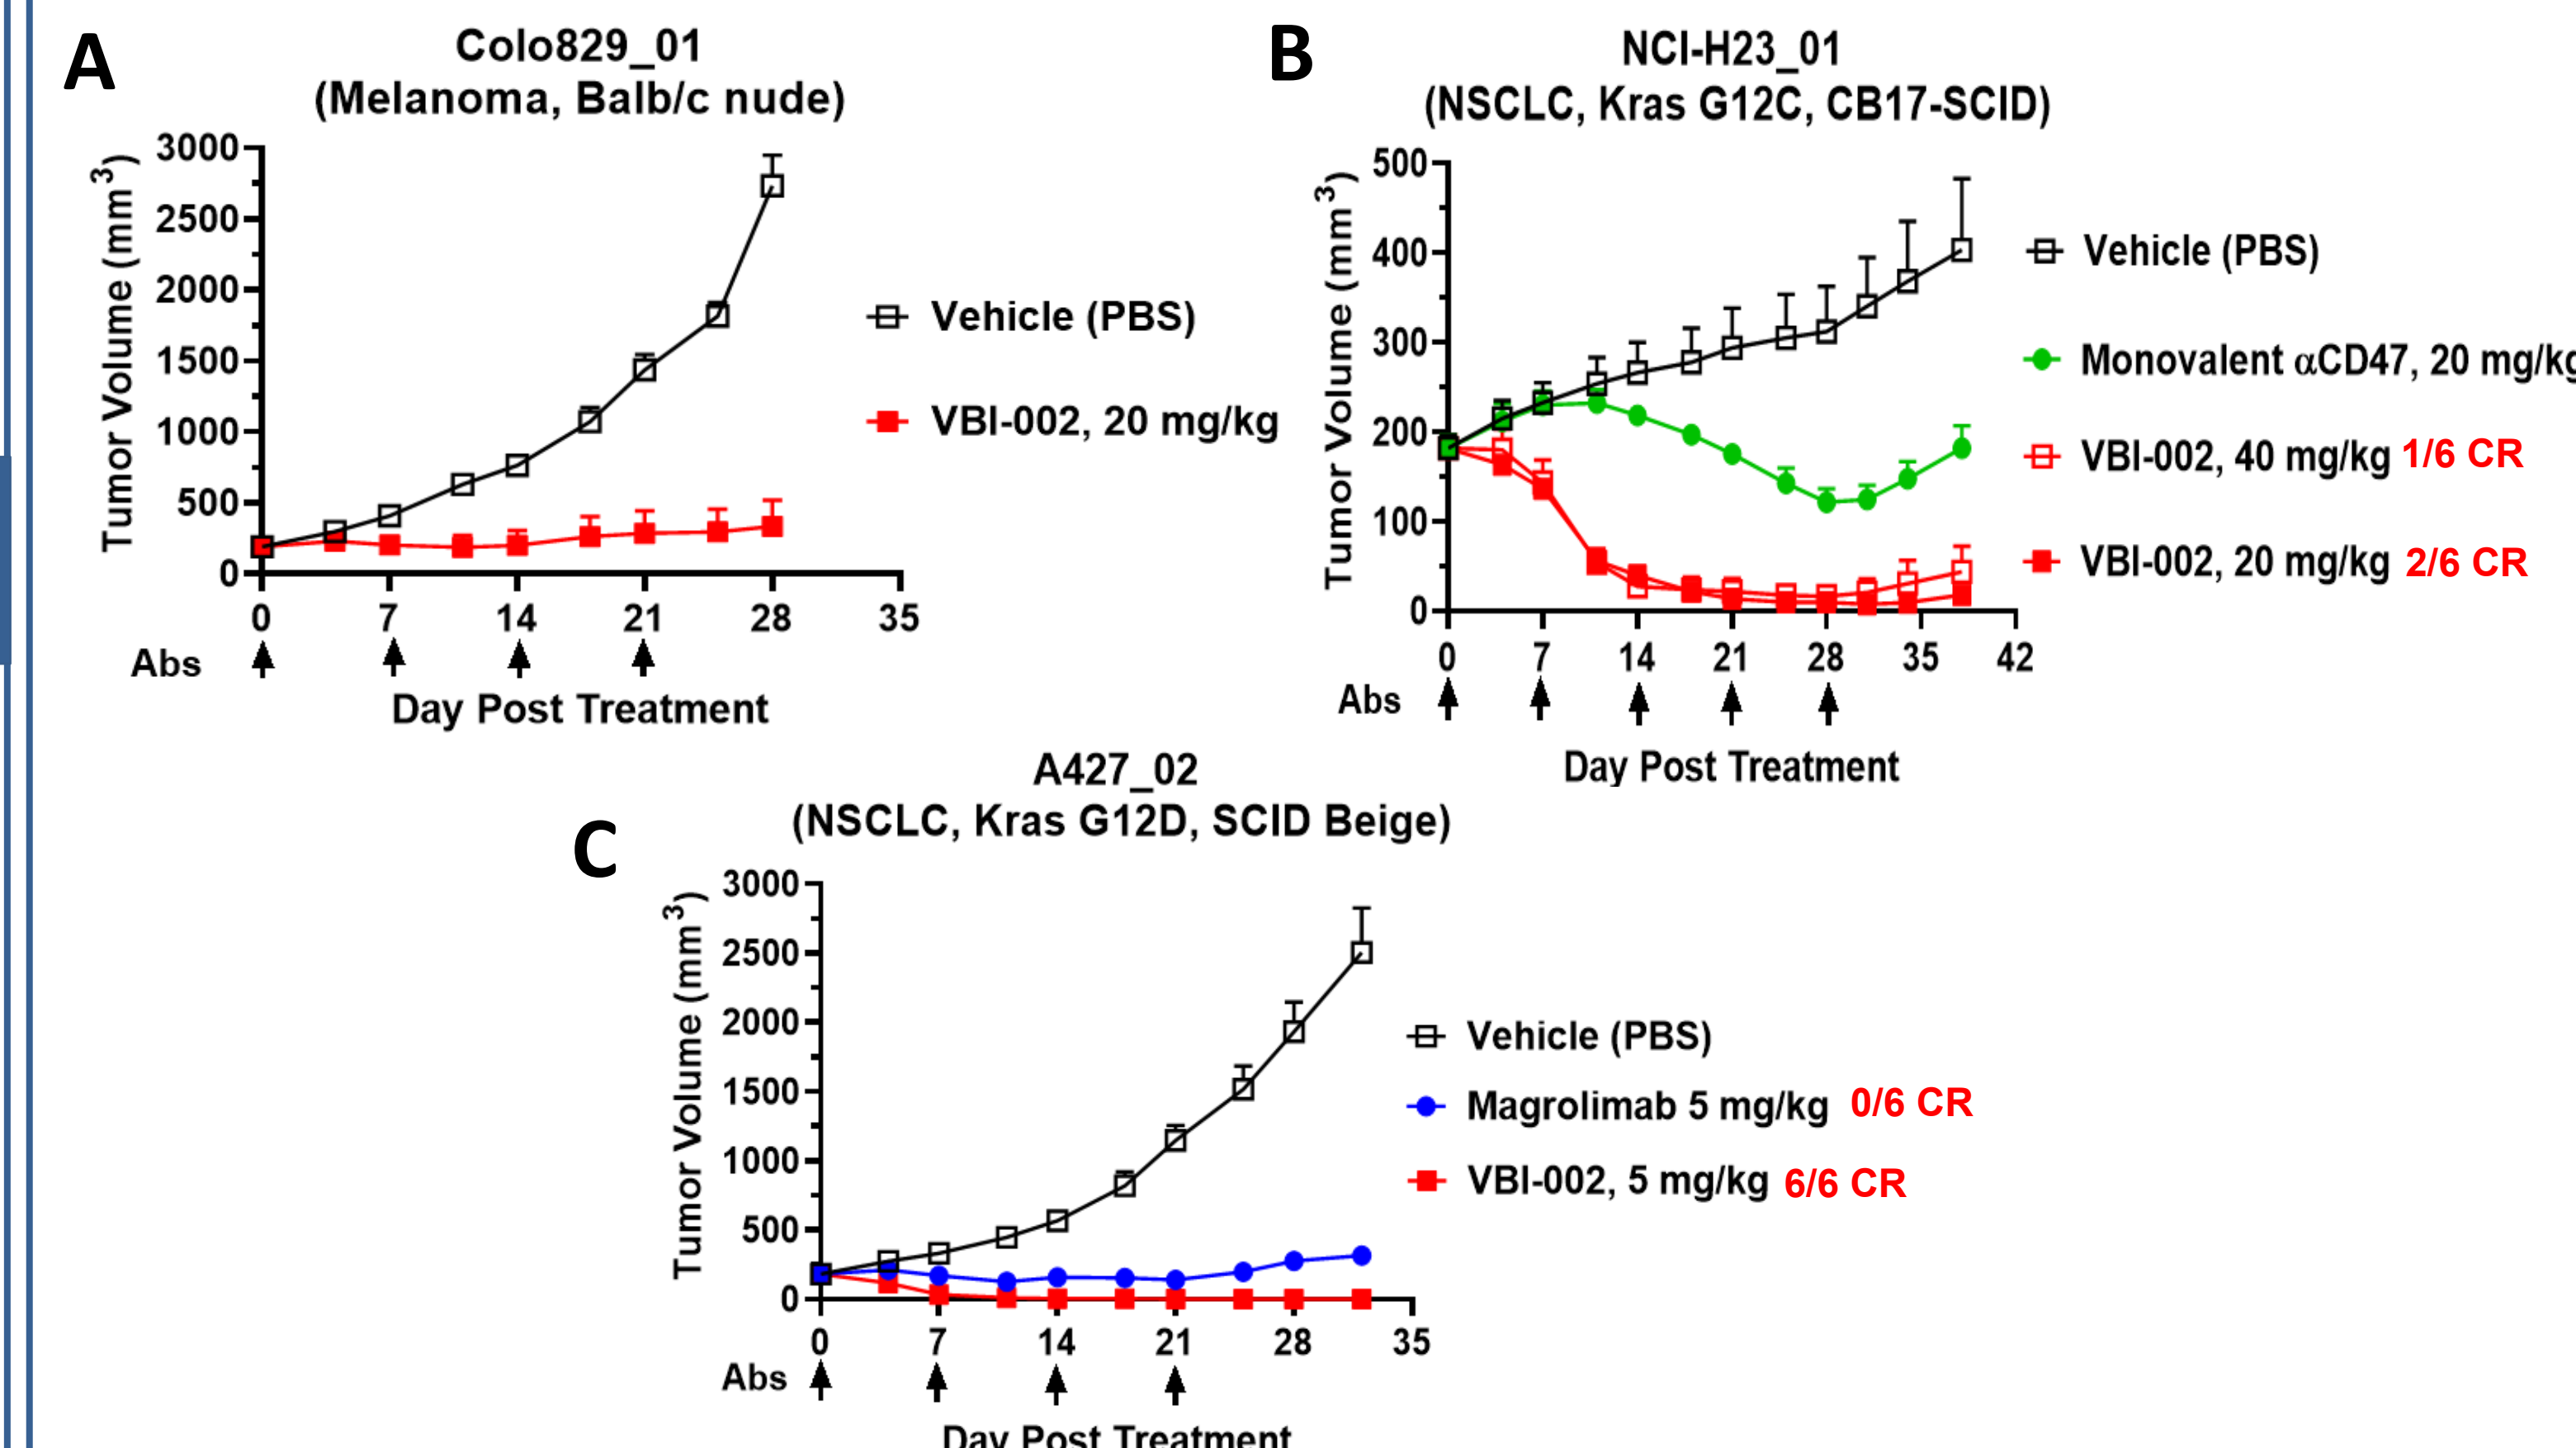 A
Colo829_01
(Melanoma, Balb/c nude)
Tumor Volume (mm³)
3000
2500
2000
1500
1000
500
0
0 7 14 21 28 35
Abs
Day Post Treatment
Vehicle (PBS)
VBI-002, 20 mg/kg
B
NCI-H23_01
(NSCLC, Kras G12C, CB17-SCID)
Tumor Volume (mm³)
500
400
300
200
100
0
0 7 14 21 28 35 42
Abs
Day Post Treatment
Vehicle (PBS)
Monovalent αCD47, 20 mg/kg
VBI-002, 40 mg/kg 1/6 CR
VBI-002, 20 mg/kg 2/6 CR
C
A427_02
(NSCLC, Kras G12D, SCID Beige)
Tumor Volume (mm³)
3000
2500
2000
1500
1000
500
0
0 7 14 21 28 35
Abs
Day Post Treatment
Vehicle (PBS)
Magrolimab 5 mg/kg 0/6 CR
VBI-002, 5 mg/kg 6/6 CR